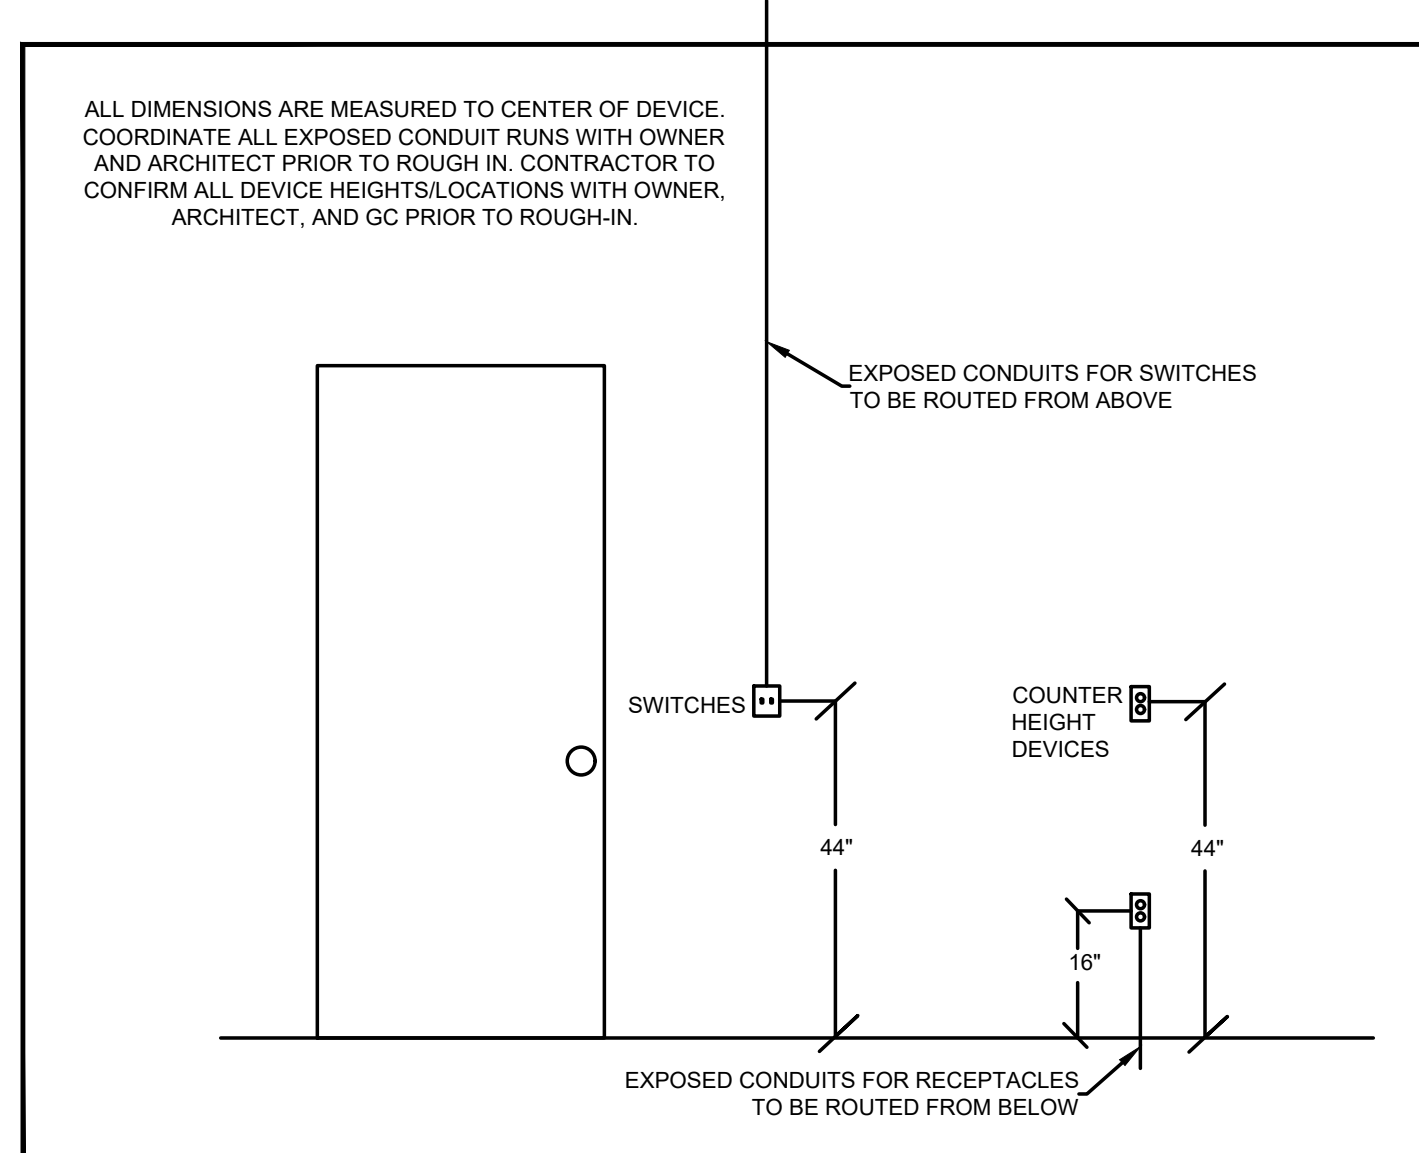 ALL DIMENSIONS ARE MEASURED TO CENTER OF DEVICE.
COORDINATE ALL EXPOSED CONDUIT RUNS WITH OWNER
AND ARCHITECT PRIOR TO ROUGH IN. CONTRACTOR TO
CONFIRM ALL DEVICE HEIGHTS/LOCATIONS WITH OWNER,
ARCHITECT, AND GC PRIOR TO ROUGH-IN.
EXPOSED CONDUITS FOR SWITCHES
TO BE ROUTED FROM ABOVE
SWITCHES
COUNTER
HEIGHT
DEVICES
44"
44"
16"
EXPOSED CONDUITS FOR RECEPTACLES
TO BE ROUTED FROM BELOW